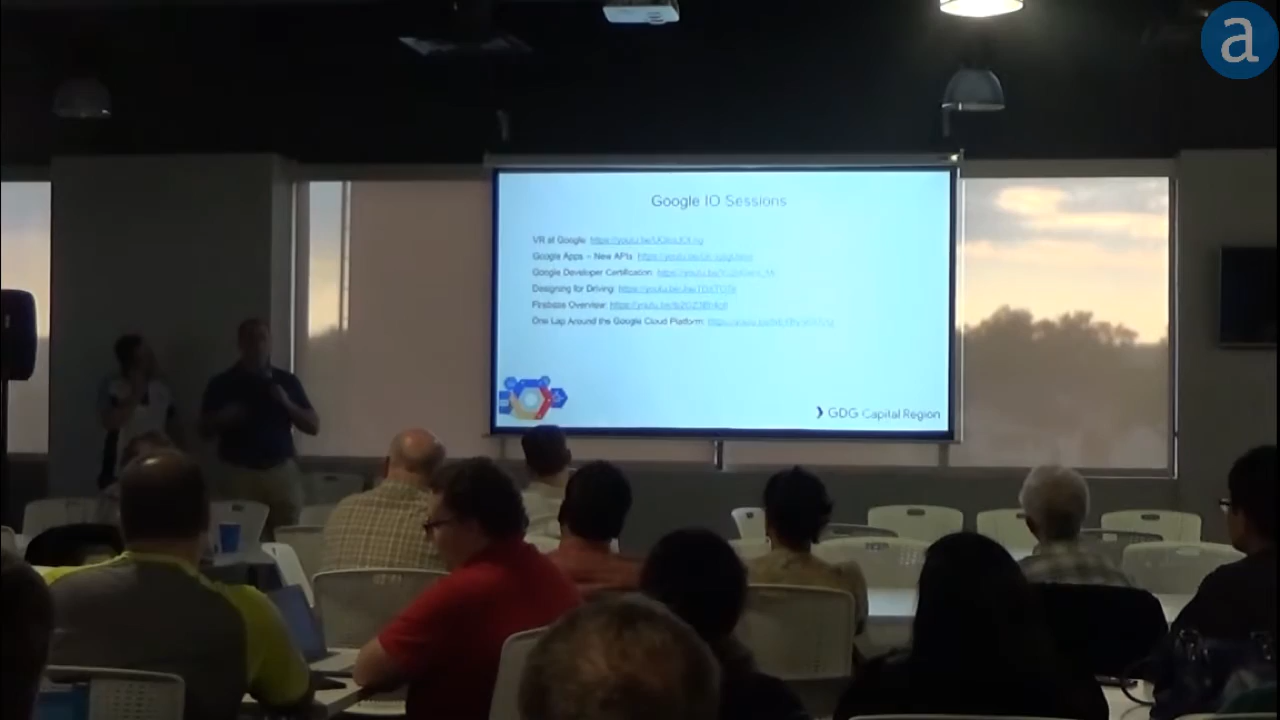 a
Google IO Sessions
VR at Google:
Google Apps – New APIs:
Google Developer Certification:
Designing for Driving:
Firebase Overview:
One Lap Around the Google Cloud Platform:
GDG Capital Region